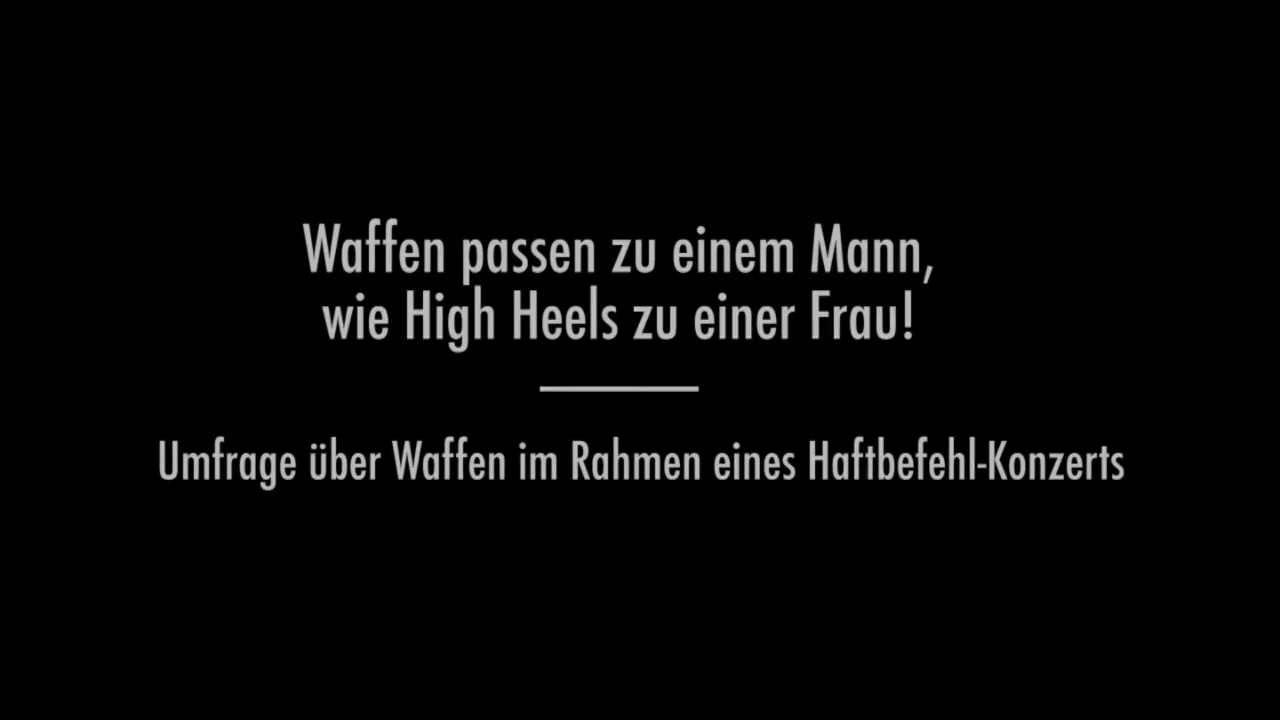 Waffen passen zu einem Mann,
wie High Heels zu einer Frau!
Umfrage über Waffen im Rahmen eines Haftbefehl-Konzerts